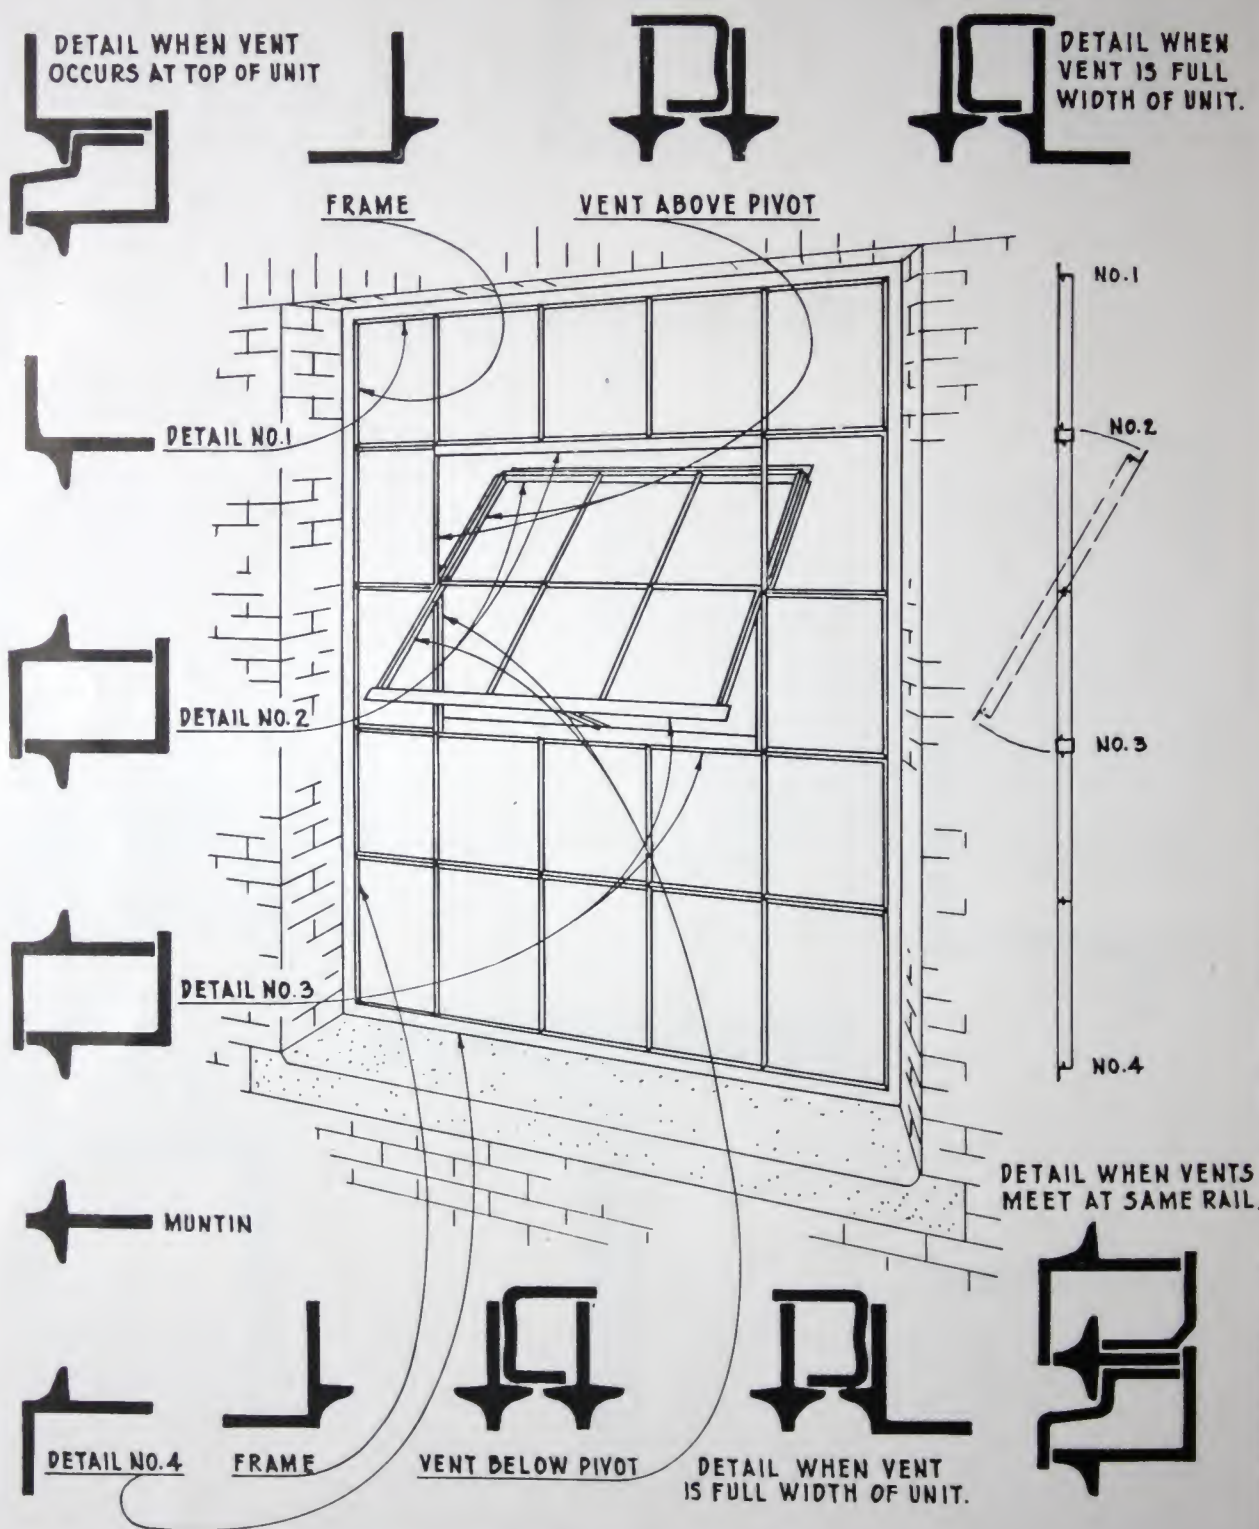 DETAIL WHEN VENT
OCCURS AT TOP OF UNIT
DETAIL WHEN
VENT IS FULL
WIDTH OF UNIT.
FRAME
VENT ABOVE PIVOT
NO.1
DETAIL NO.1
NO.2
DETAIL NO.2
NO.3
DETAIL NO.3
NO.4
DETAIL WHEN VENTS
MEET AT SAME RAIL.
MUNTIN
DETAIL NO.4
FRAME
VENT BELOW PIVOT
DETAIL WHEN VENT
IS FULL WIDTH OF UNIT.